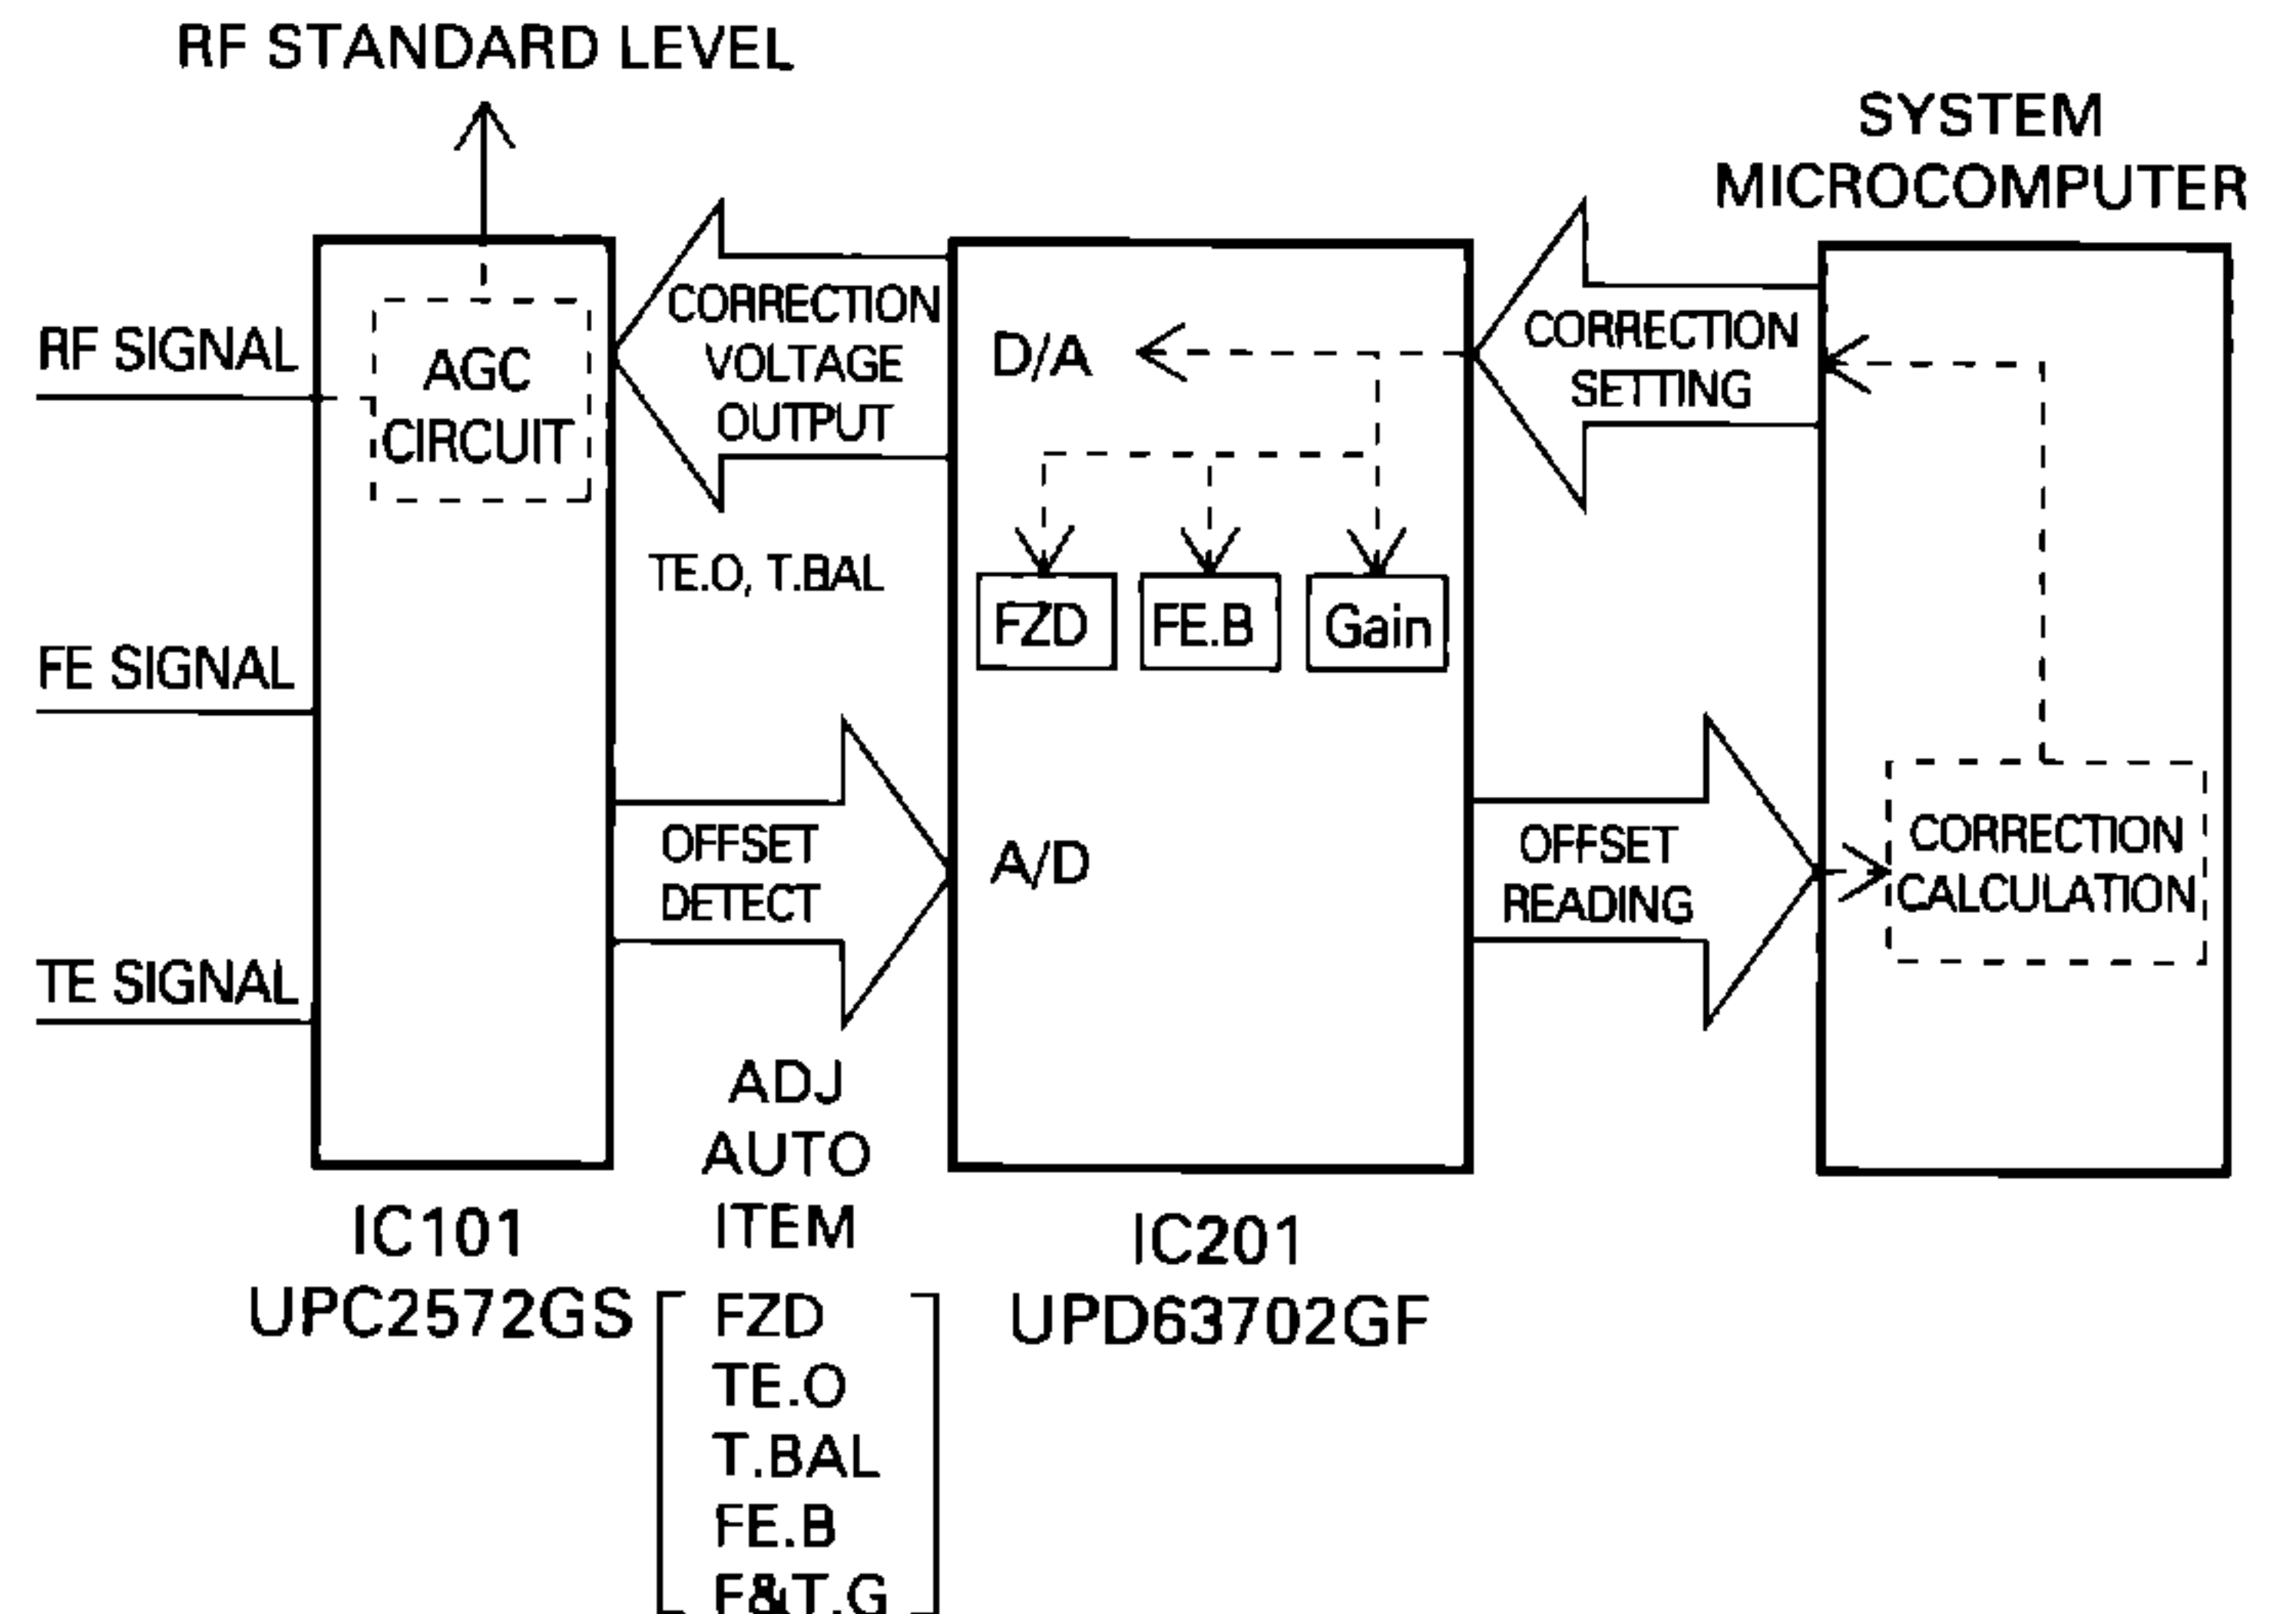 RF STANDARD LEVEL
SYSTEM
MICROCOMPUTER
RF SIGNAL
AGC
CIRCUIT
CORRECTION
VOLTAGE
OUTPUT
D/A
CORRECTION
SETTING
TE.O, T.BAL
FZD
FE.B
Gain
FE SIGNAL
OFFSET
DETECT
A/D
OFFSET
READING
CORRECTION
CALCULATION
TE SIGNAL
ADJ
AUTO
ITEM
IC101
UPC2572GS
IC201
UPD63702GF
FZD
TE.O
T.BAL
FE.B
F&T.G